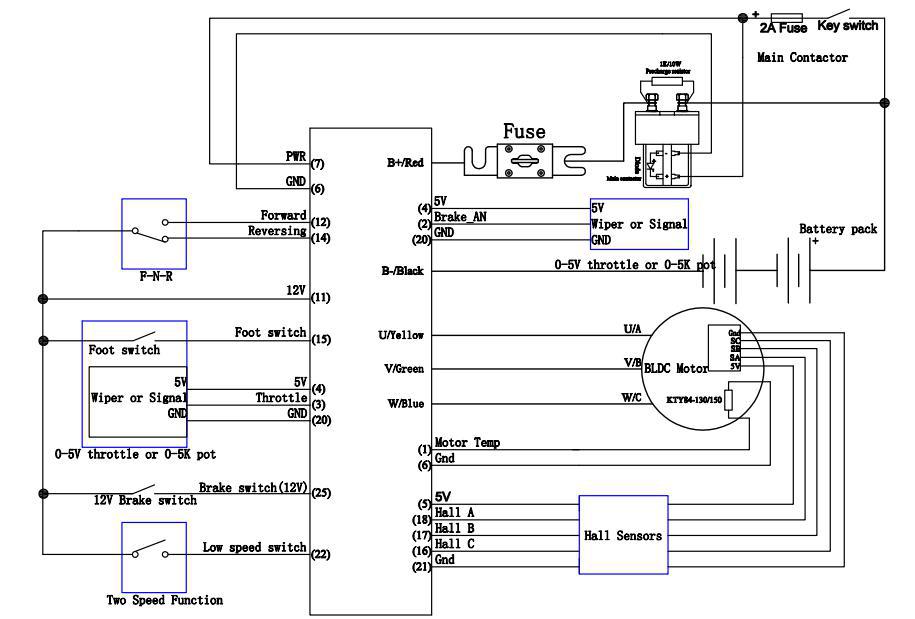 +
2A Fuse
Key switch
Main Contactor
1K/10W
Precharge resistor
Fuse
PWR
(7)
B+/Red
GND
(6)
Diode
Main contactor
- -
+ -
(4)
5V
5V
Forward
(12)
(2)
Brake_AN
Wiper or Signal
Reversing
(14)
(20)
GND
GND
Battery pack
+
F-N-R
B-/Black
0-5V throttle or 0-5K pot
12V
(11)
Foot switch
(15)
Foot switch
U/Yellow
U/A
Gnd
SC
SB
SA
5V
V/Green
V/B
BLDC Motor
5V
5V
(4)
Wiper or Signal
Throttle
(3)
W/Blue
W/C
KTY84-130/150
GND
GND
(20)
0-5V throttle or 0-5K pot
(1)
Motor Temp
(6)
Gnd
Brake switch(12V)
(25)
12V Brake switch
(5)
5V
(18)
Hall A
(17)
Hall B
Hall Sensors
(16)
Hall C
(21)
Gnd
Low speed switch
(22)
Two Speed Function